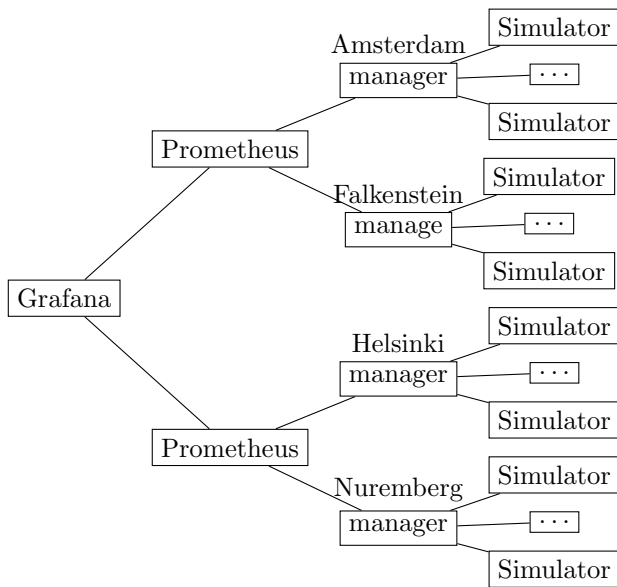 Simulator
Amsterdam
manager
· · ·
Simulator
Prometheus
Simulator
Falkenstein
manage
· · ·
Simulator
Grafana
Simulator
Helsinki
manager
· · ·
Simulator
Prometheus
Simulator
Nuremberg
manager
· · ·
Simulator